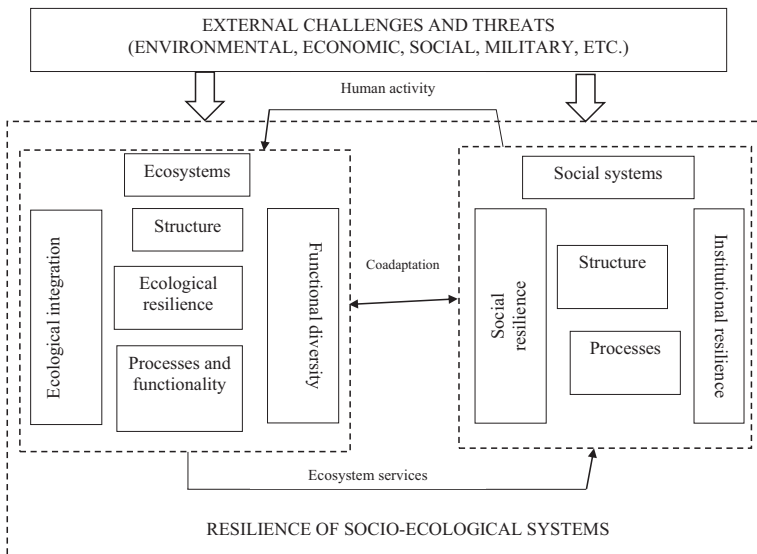 EXTERNAL CHALLENGES AND THREATS
(ENVIRONMENTAL, ECONOMIC, SOCIAL, MILITARY, ETC.)
Human activity
Ecosystems
Structure
Ecological
resilience
Processes and
functionality
Ecological integration
Functional diversity
Coadaptation
Social systems
Social
resilience
Structure
Processes
Institutional resilience
Ecosystem services
RESILIENCE OF SOCIO-ECOLOGICAL SYSTEMS